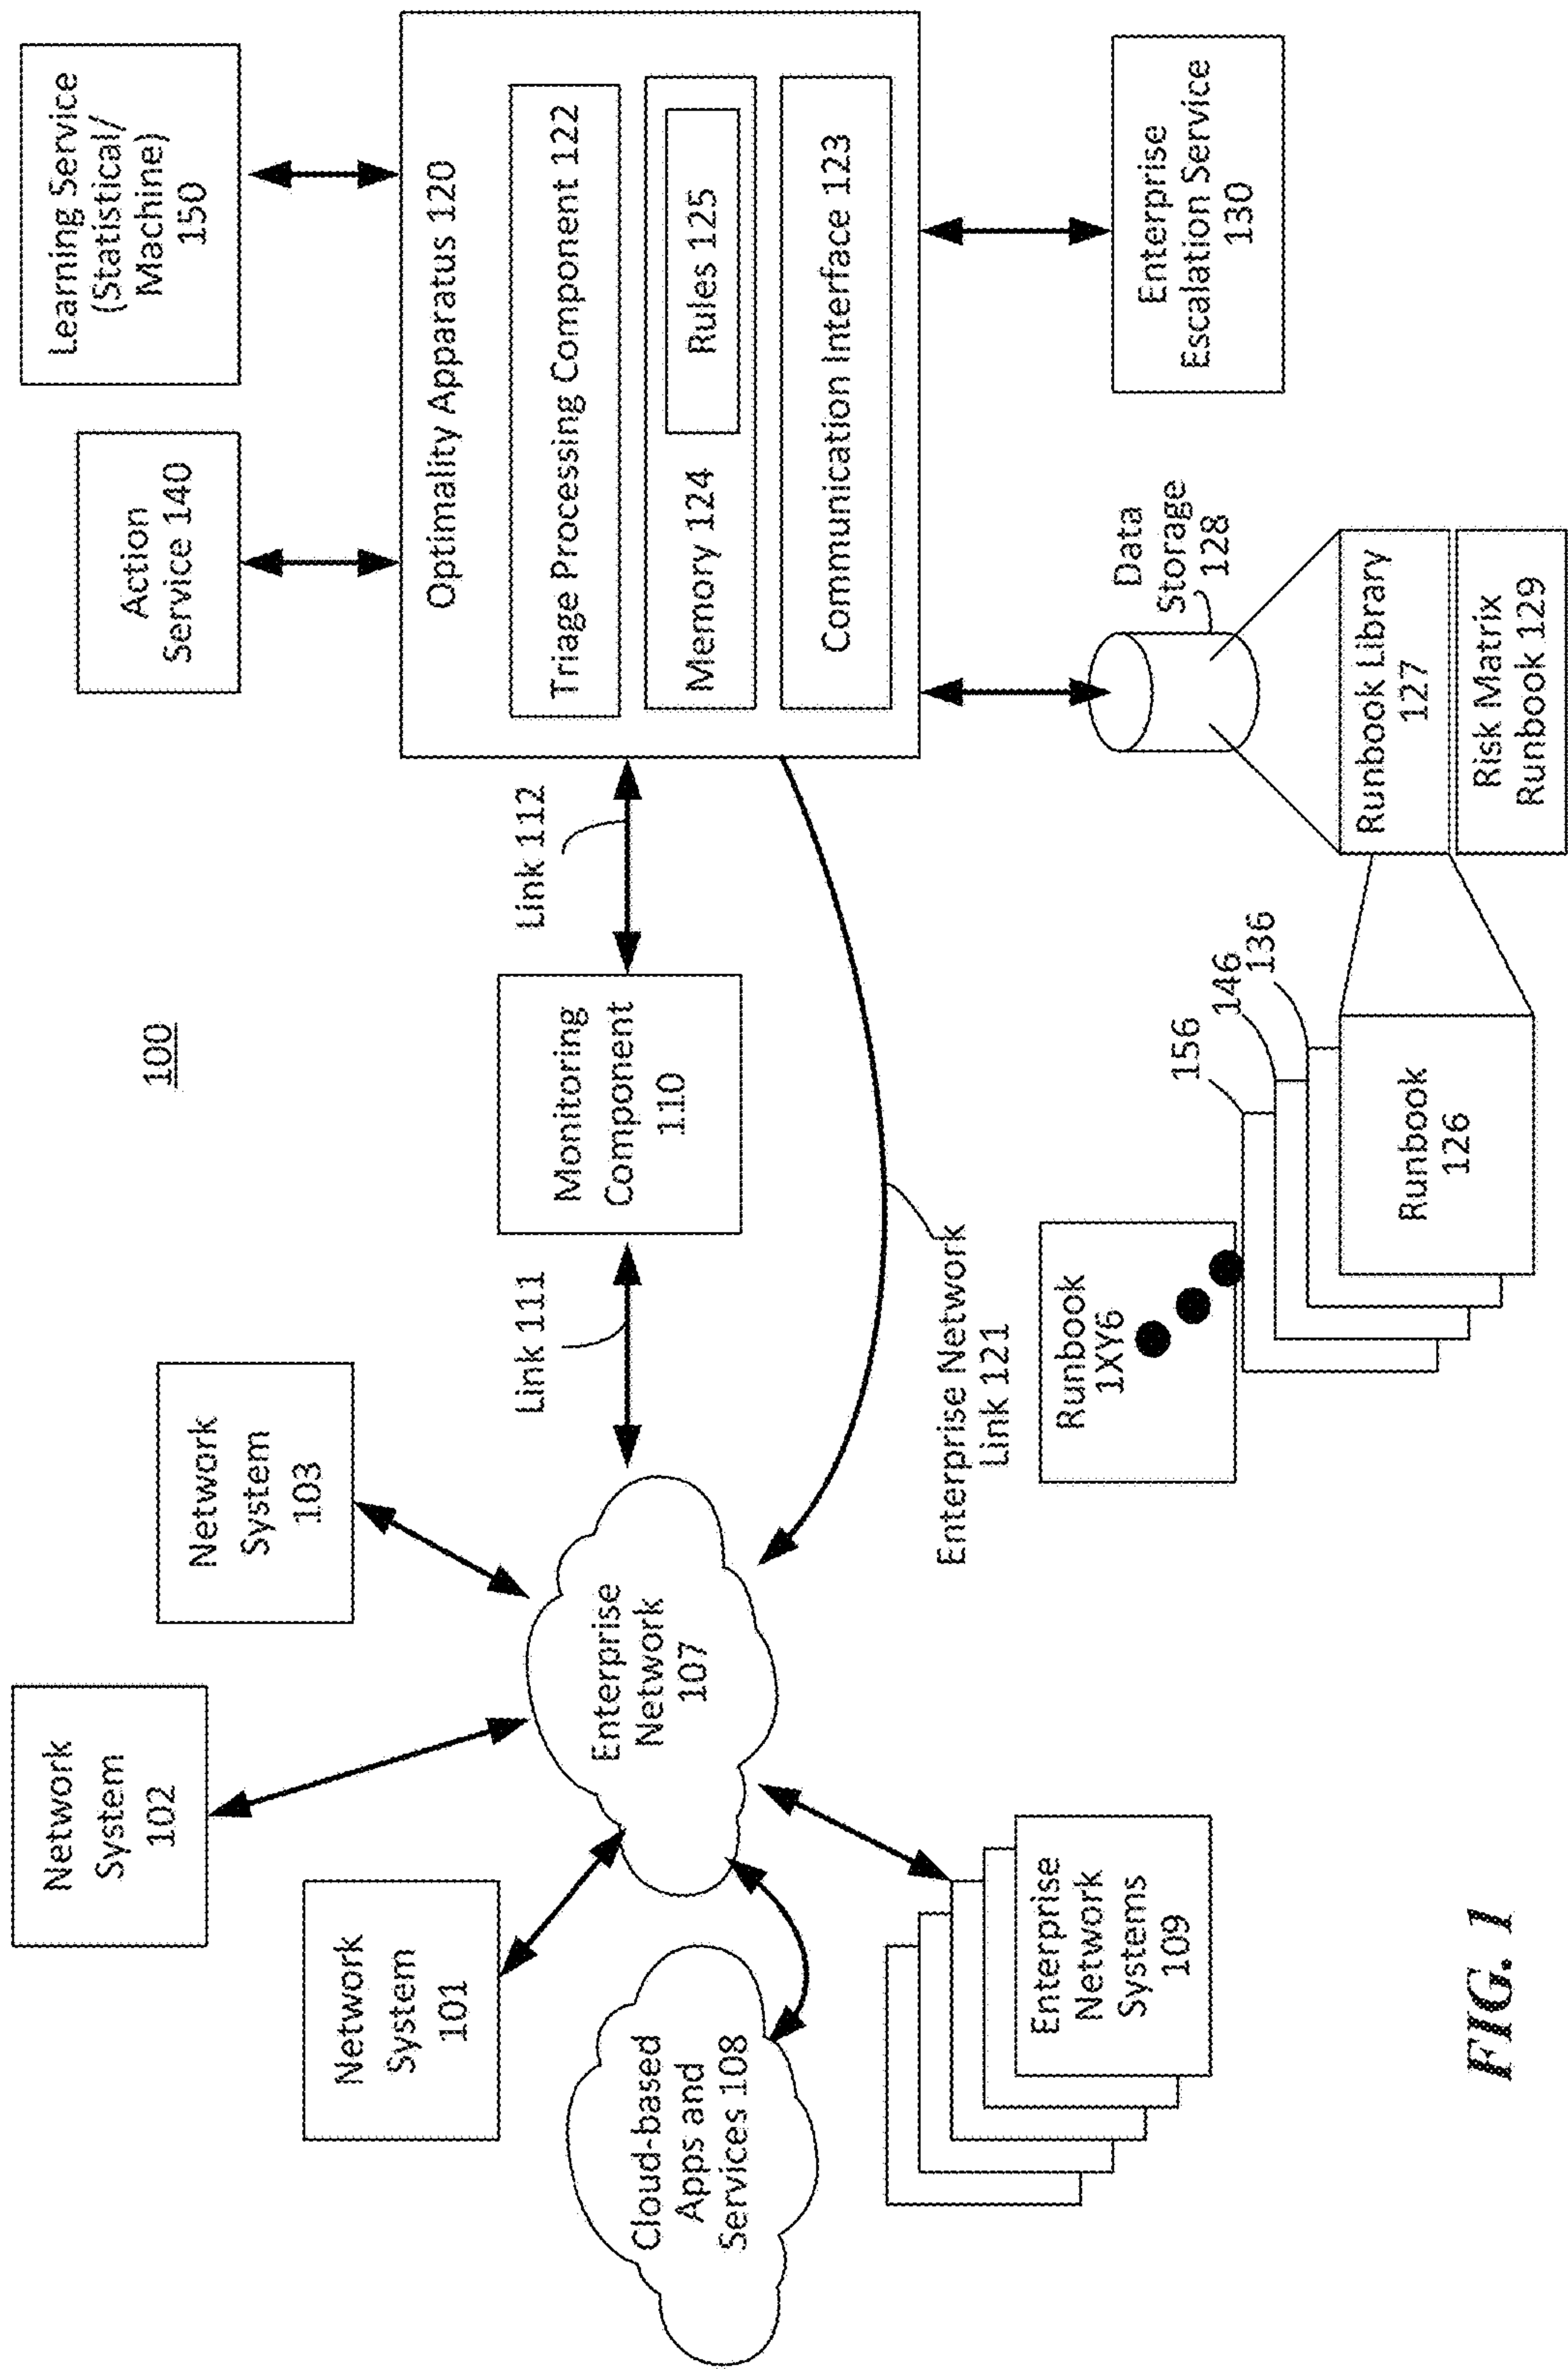 100
Network
System
102
Network
System
103
Network
System
101
Action
Service 140
Learning Service
(Statistical/
Machine)
150
Cloud-based
Apps and
Services 108
Enterprise
Network
107
Link 111
Monitoring
Component
110
Link 112
Optimality Apparatus 120
Triage Processing Component 122
Memory 124
Rules 125
Communication Interface 123
Enterprise Network
Link 121
Enterprise
Network
Systems
109
Runbook
1XY6
156
146
136
Runbook
126
Data
Storage
128
Runbook Library
127
Risk Matrix
Runbook 129
Enterprise
Escalation Service
130
FIG. 1